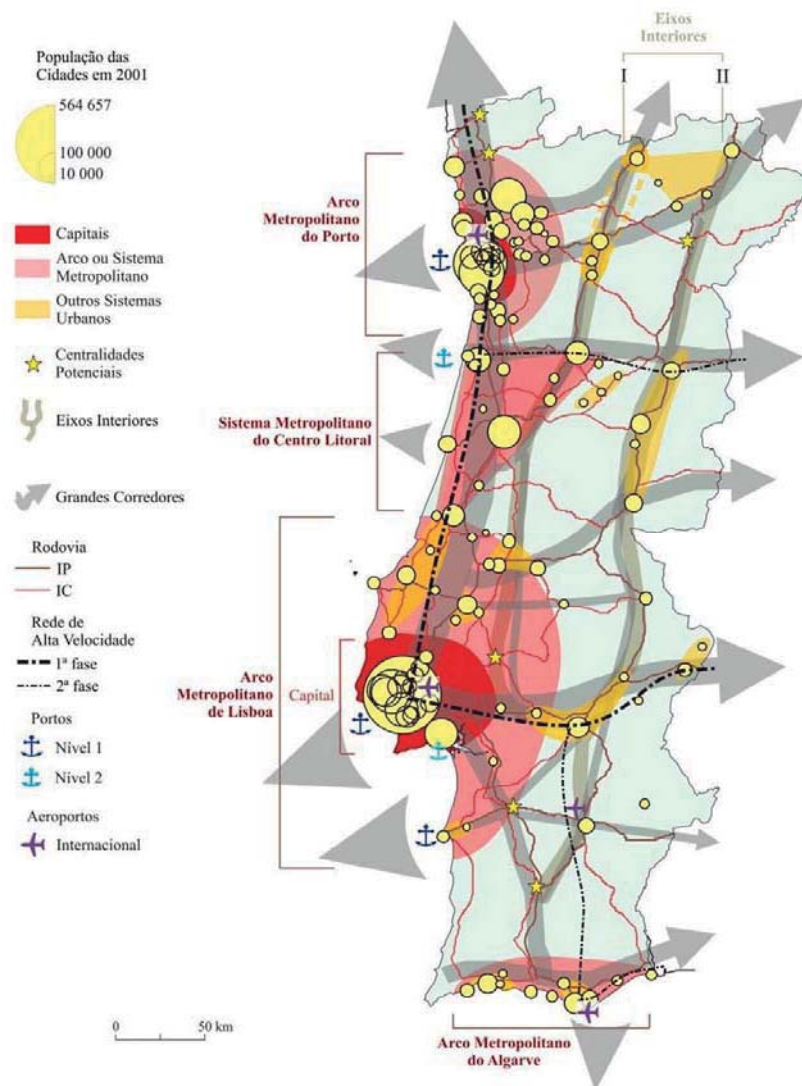 População das
Cidades em 2001
564 657
100 000
10 000
Capitais
Arco ou Sistema
Metropolitano
Outros Sistemas
Urbanos
Centralidades
Potenciais
Eixos Interiores
Grandes Corredores
Rodovia
IP
IC
Rede de
Alta Velocidade
1ª fase
2ª fase
Portos
Nível 1
Nível 2
Aeroportos
Internacional
0
50 km
Eixos
Interiores
I
II
Arco
Metropolitano
do Porto
Sistema Metropolitano
do Centro Litoral
Arco
Metropolitano
de Lisboa
Capital
Arco Metropolitano
do Algarve